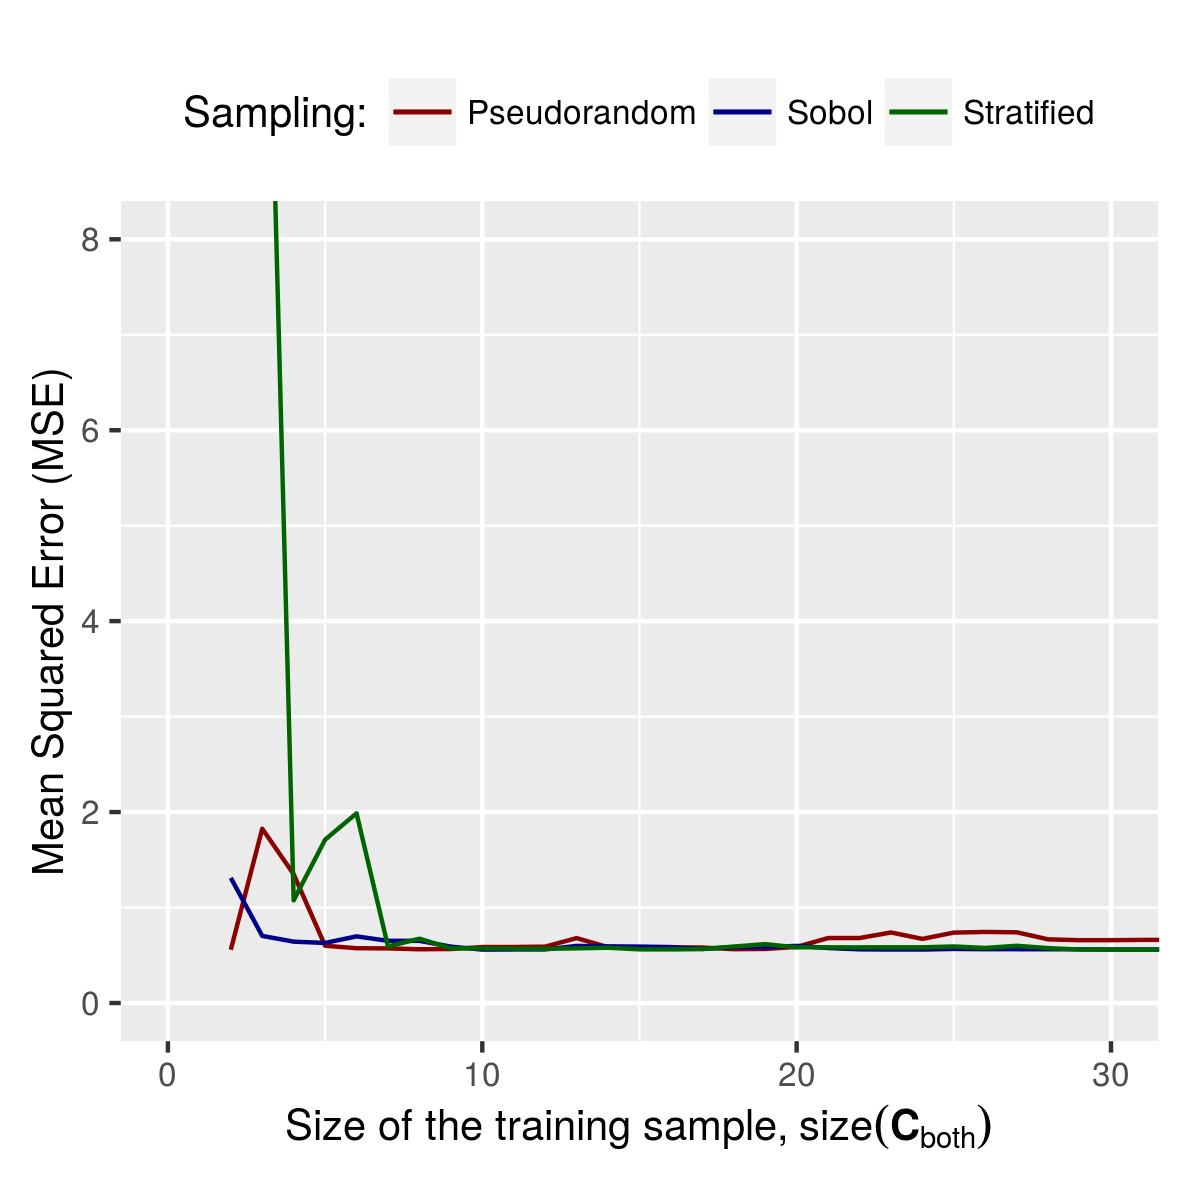 Sampling: Pseudorandom Sobol Stratified
8
6
4
2
0
Mean Squared Error (MSE)
0 10 20 30
Size of the training sample, size(C_both)